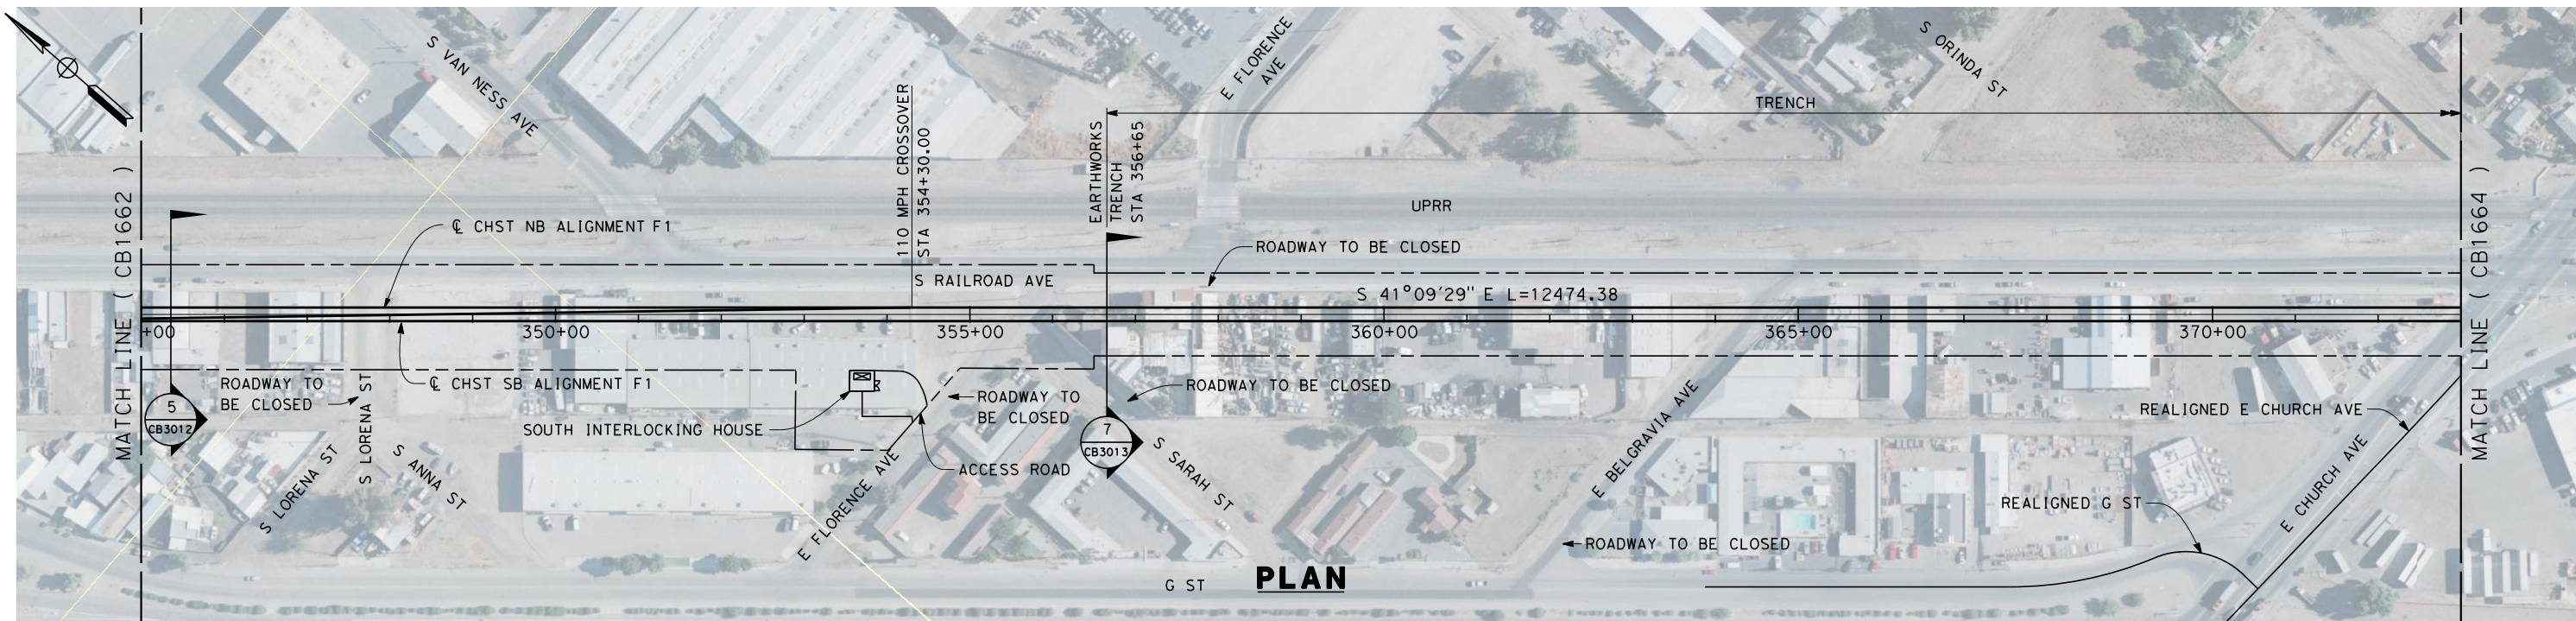 S VAN NESS AVE
E FLORENCE
AVE
S ORINDA ST
TRENCH
110 MPH CROSSOVER
STA 354+30.00
EARTHWORKS
TRENCH
STA 356+65
UPRR
MATCH LINE ( CB1662 )
MATCH LINE ( CB1664 )
℄ CHST NB ALIGNMENT F1
ROADWAY TO BE CLOSED
S RAILROAD AVE
S 41°09'29" E L=12474.38
+00
350+00
355+00
360+00
365+00
370+00
ROADWAY TO
BE CLOSED
S LORENA ST
℄ CHST SB ALIGNMENT F1
ROADWAY TO
BE CLOSED
ROADWAY TO BE CLOSED
5
CB3012
SOUTH INTERLOCKING HOUSE
7
CB3013
REALIGNED E CHURCH AVE
S LORENA ST
S ANNA ST
ACCESS ROAD
E FLORENCE AVE
S SARAH ST
E BELGRAVIA AVE
E CHURCH AVE
REALIGNED G ST
ROADWAY TO BE CLOSED
G ST
PLAN